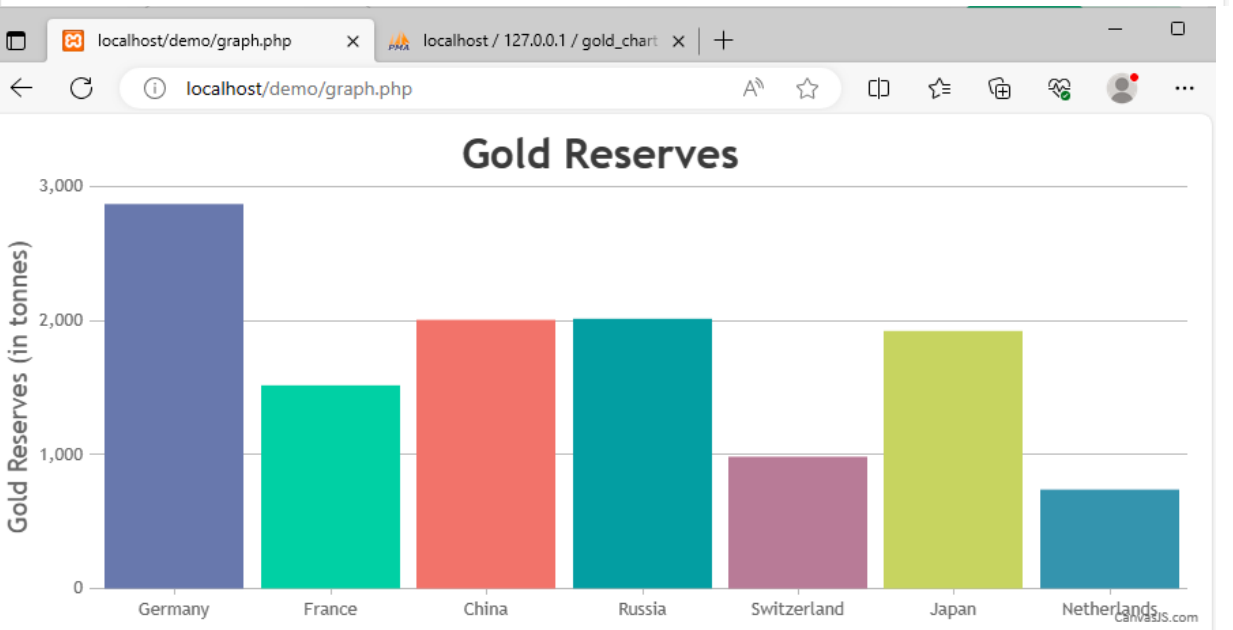 localhost/demo/graph.php
PMA
localhost / 127.0.0.1 / gold_chart
localhost/demo/graph.php
Gold Reserves
Gold Reserves (in tonnes)
3,000
2,000
1,000
0
Germany France China Russia Switzerland Japan Netherlands
CanvasJS.com